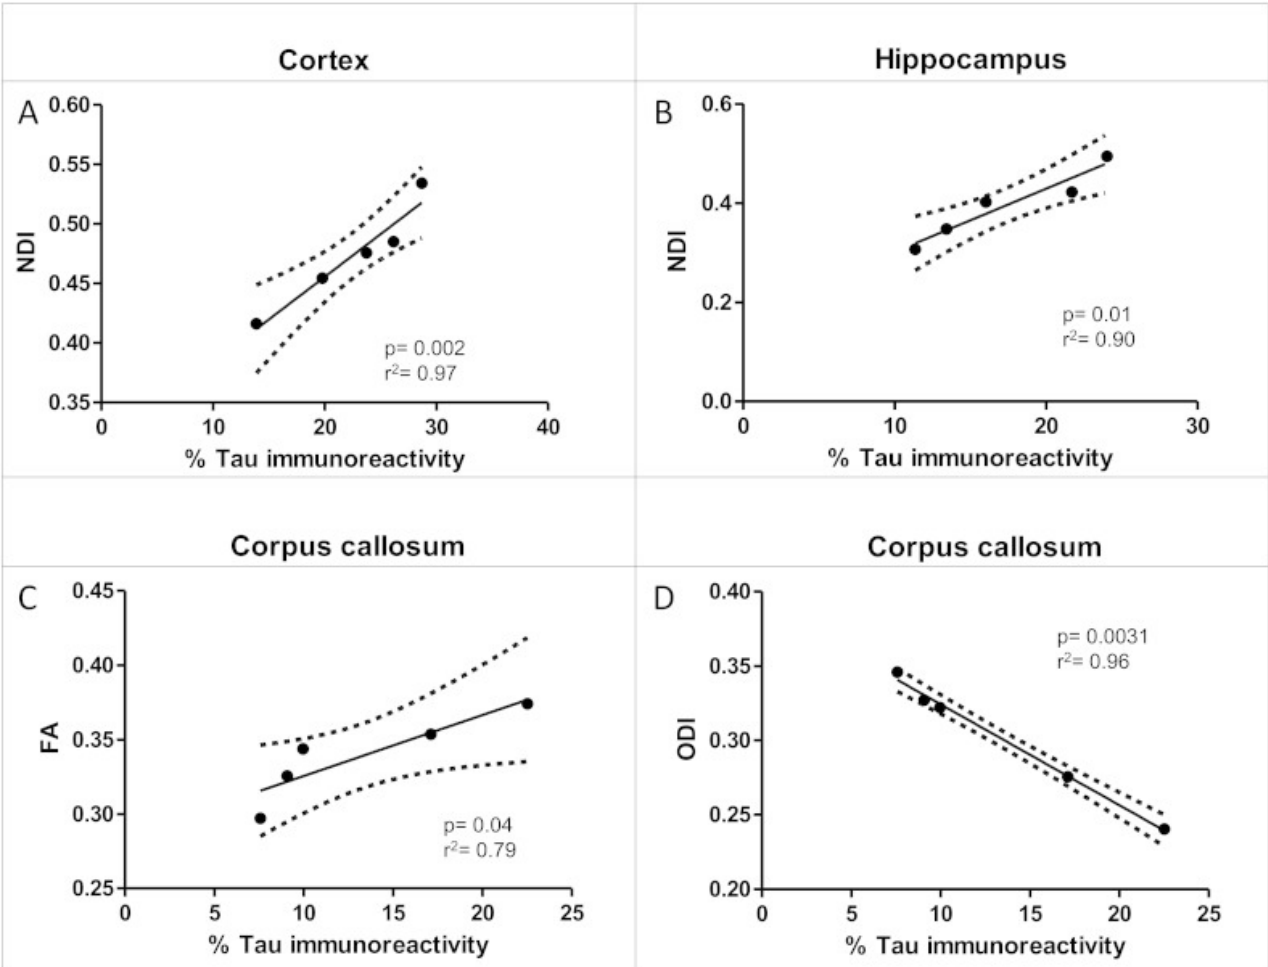 Cortex
A
0.60
0.55
0.50
0.45
0.40
0.35
NDI
0 10 20 30 40
% Tau immunoreactivity
p= 0.002
r²= 0.97
Hippocampus
B
0.6
0.4
0.2
0.0
NDI
0 10 20 30
% Tau immunoreactivity
p= 0.01
r²= 0.90
Corpus callosum
C
0.45
0.40
0.35
0.30
0.25
FA
0 5 10 15 20 25
% Tau immunoreactivity
p= 0.04
r²= 0.79
Corpus callosum
D
0.40
0.35
0.30
0.25
0.20
ODI
0 5 10 15 20 25
% Tau immunoreactivity
p= 0.0031
r²= 0.96